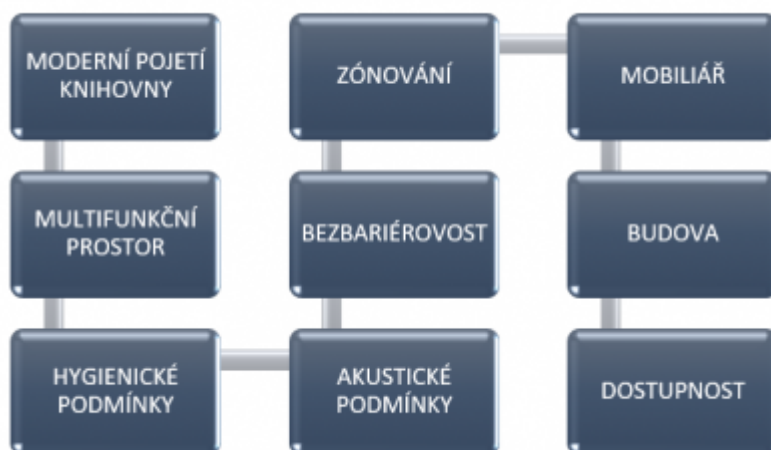 MODERNÍ POJETÍ
KNIHOVNY
MULTIFUNKČNÍ
PROSTOR
HYGIENICKÉ
PODMÍNKY
AKUSTICKÉ
PODMÍNKY
BEZBARIÉROVOST
ZÓNOVÁNÍ
MOBILIÁŘ
BUDOVA
DOSTUPNOST